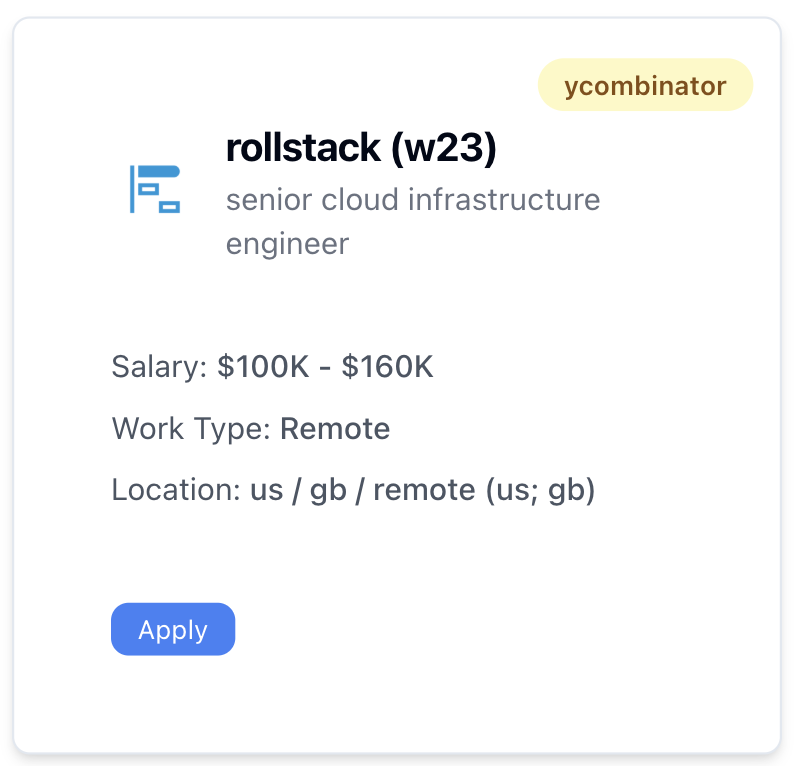 ycombinator
rollstack (w23)
senior cloud infrastructure
engineer
Salary: $100K - $160K
Work Type: Remote
Location: us / gb / remote (us; gb)
Apply